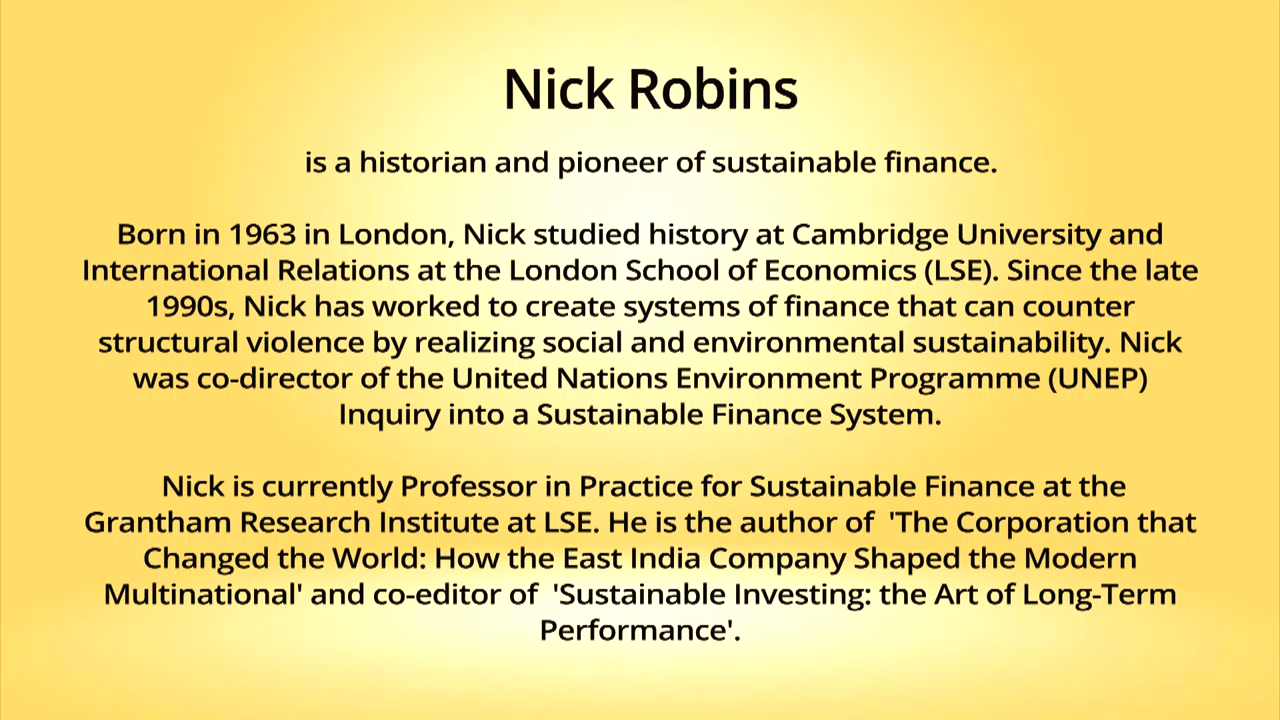 Nick Robins
is a historian and pioneer of sustainable finance.
Born in 1963 in London, Nick studied history at Cambridge University and
International Relations at the London School of Economics (LSE). Since the late
1990s, Nick has worked to create systems of finance that can counter
structural violence by realizing social and environmental sustainability. Nick
was co-director of the United Nations Environment Programme (UNEP)
Inquiry into a Sustainable Finance System.
Nick is currently Professor in Practice for Sustainable Finance at the
Grantham Research Institute at LSE. He is the author of  'The Corporation that
Changed the World: How the East India Company Shaped the Modern
Multinational' and co-editor of  'Sustainable Investing: the Art of Long-Term
Performance'.